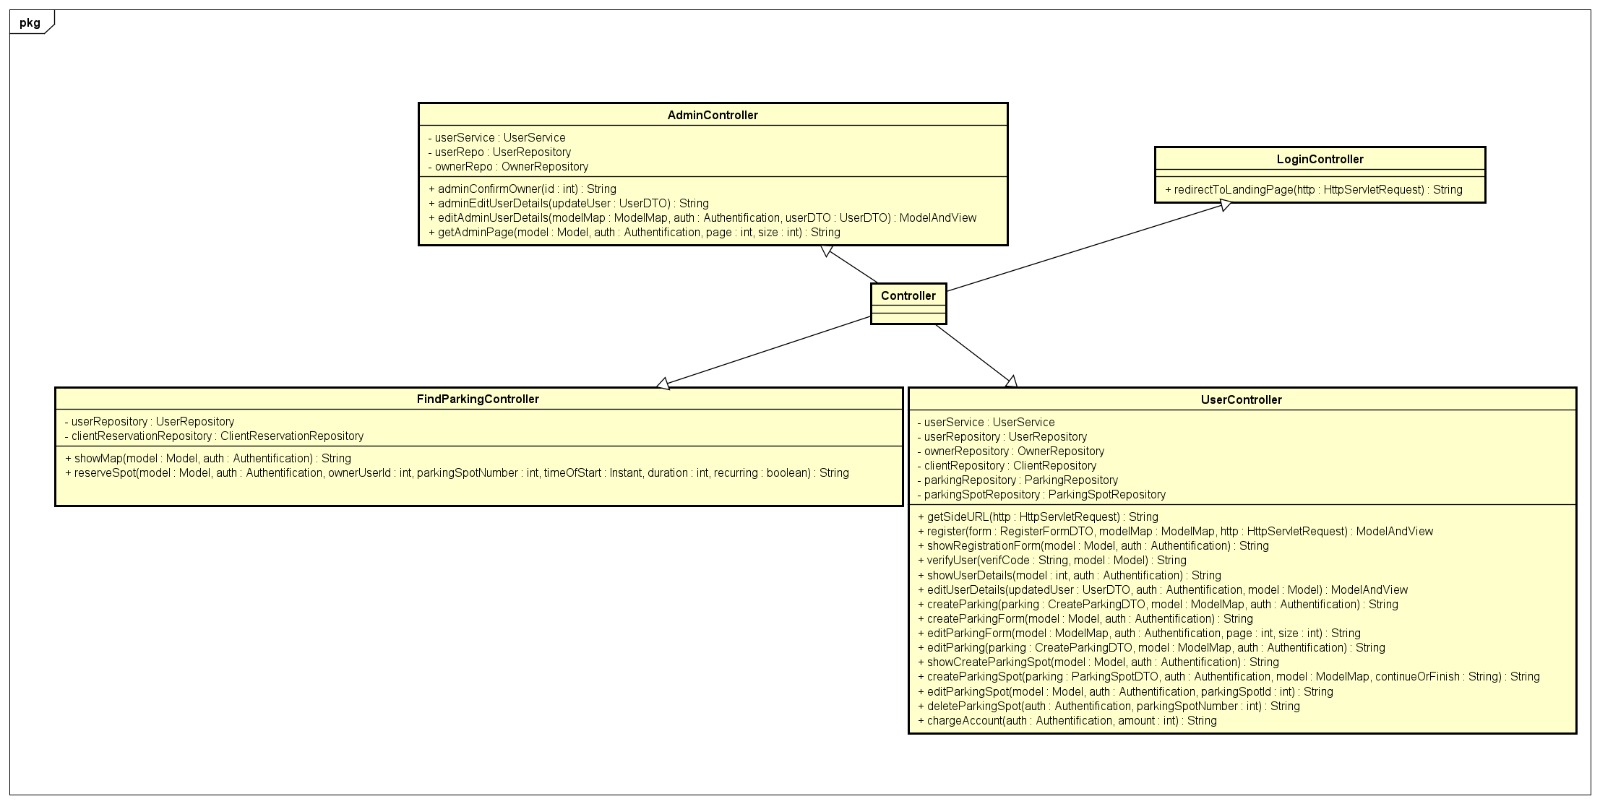 pkg
AdminController
- userService : UserService
- userRepo : UserRepository
- ownerRepo : OwnerRepository
+ adminConfirmOwner(id : int) : String
+ adminEditUserDetails(updateUser : UserDTO) : String
+ editAdminUserDetails(modelMap : ModelMap, auth : Authentification, userDTO : UserDTO) : ModelAndView
+ getAdminPage(model : Model, auth : Authentification, page : int, size : int) : String
LoginController
+ redirectToLandingPage(http : HttpServletRequest) : String
Controller
FindParkingController
- userRepository : UserRepository
- clientReservationRepository : ClientReservationRepository
+ showMap(model : Model, auth : Authentification) : String
+ reserveSpot(model : Model, auth : Authentification, ownerUserId : int, parkingSpotNumber : int, timeOfStart : Instant, duration : int, recurring : boolean) : String
UserController
- userService : UserService
- userRepository : UserRepository
- ownerRepository : OwnerRepository
- clientRepository : ClientRepository
- parkingRepository : ParkingRepository
- parkingSpotRepository : ParkingSpotRepository
+ getSideURL(http : HttpServletRequest) : String
+ register(form : RegisterFormDTO, modelMap : ModelMap, http : HttpServletRequest) : ModelAndView
+ showRegistrationForm(model : Model, auth : Authentification) : String
+ verifyUser(verifCode : String, model : Model) : String
+ showUserDetails(model : int, auth : Authentification) : String
+ editUserDetails(updatedUser : UserDTO, auth : Authentification, model : Model) : ModelAndView
+ createParking(parking : CreateParkingDTO, model : ModelMap, auth : Authentification) : String
+ createParkingForm(model : Model, auth : Authentification) : String
+ editParkingForm(model : ModelMap, auth : Authentification, page : int, size : int) : String
+ editParking(parking : CreateParkingDTO, model : ModelMap, auth : Authentification) : String
+ showCreateParkingSpot(model : Model, auth : Authentification) : String
+ createParkingSpot(parking : ParkingSpotDTO, auth : Authentification, model : ModelMap, continueOrFinish : String) : String
+ editParkingSpot(model : Model, auth : Authentification, parkingSpotId : int) : String
+ deleteParkingSpot(auth : Authentification, parkingSpotNumber : int) : String
+ chargeAccount(auth : Authentification, amount : int) : String